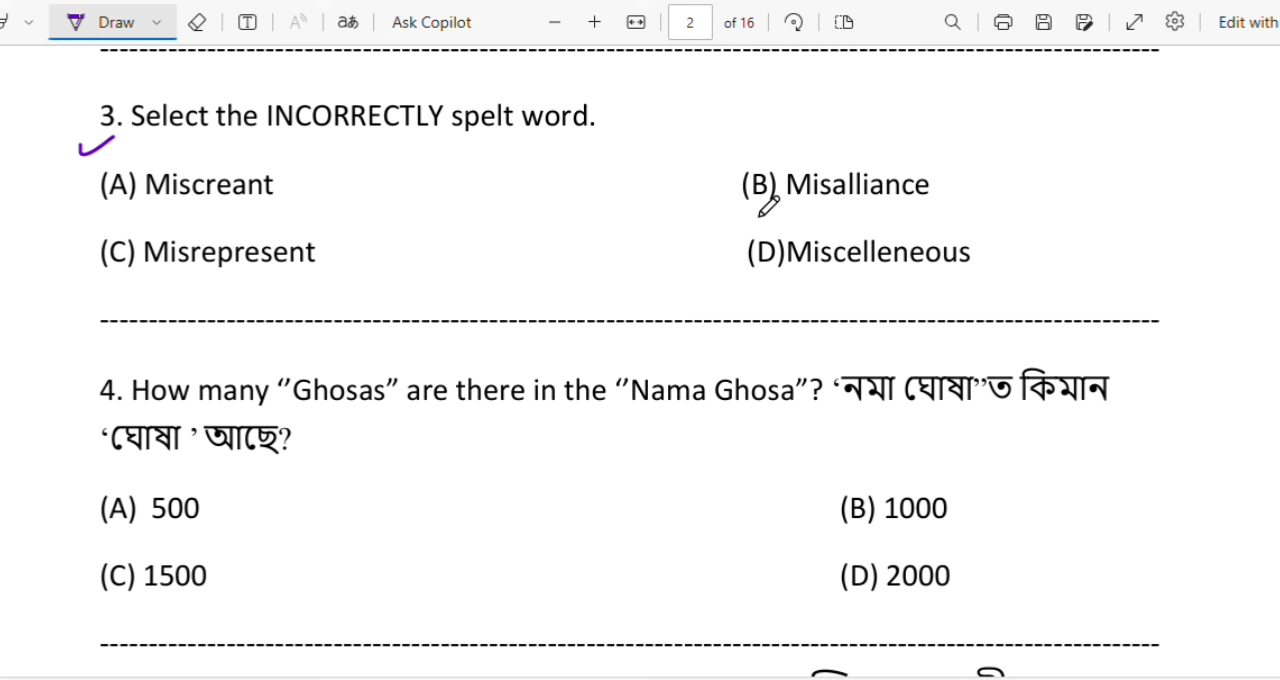 Draw
Ask Copilot
2 of 16
Edit with
3. Select the INCORRECTLY spelt word.
(A) Miscreant (B) Misalliance
(C) Misrepresent (D)Miscelleneous
4. How many ‘’Ghosas” are there in the ‘’Nama Ghosa”? ‘নমা ঘোষা”ত কিমান
‘ঘোষা ’ আছে?
(A) 500 (B) 1000
(C) 1500 (D) 2000